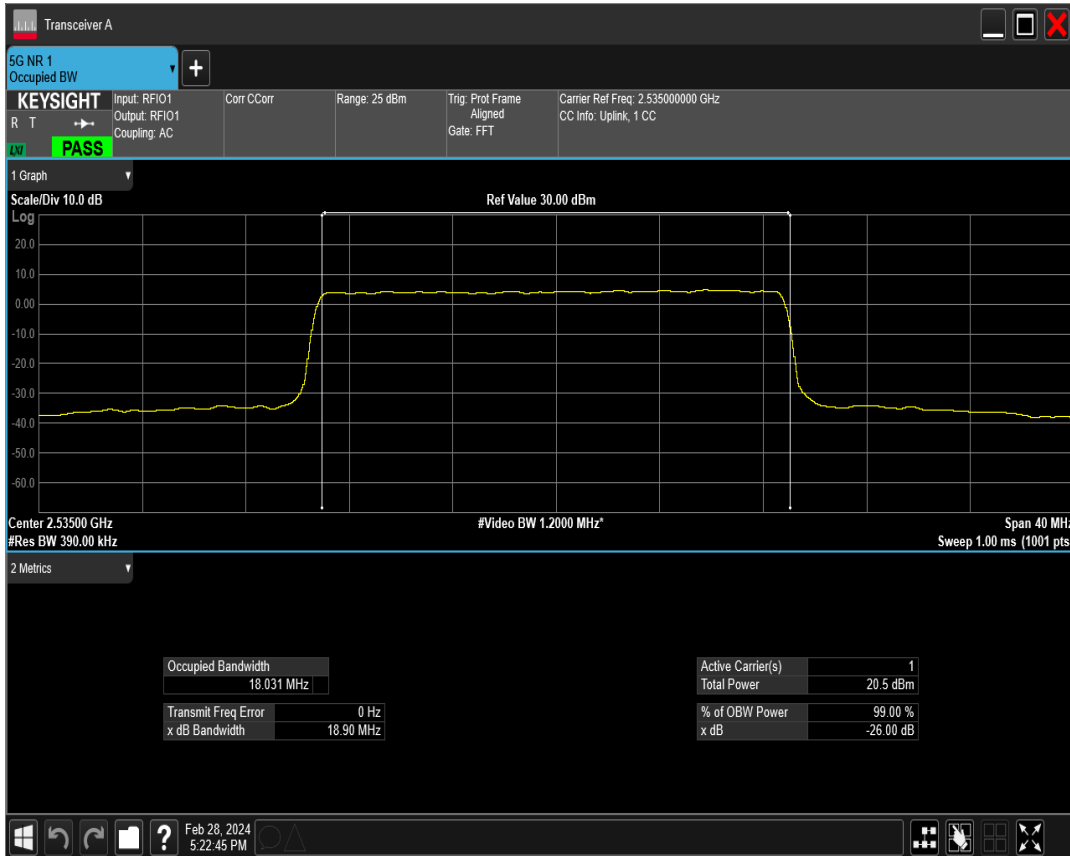 Transceiver A
5G NR 1
Occupied BW
KEYSIGHT
R T
LXI
PASS
Input: RFIO1
Output: RFIO1
Coupling: AC
Corr CCorr
Range: 25 dBm
Trig: Prot Frame
Aligned
Gate: FFT
Carrier Ref Freq: 2.535000000 GHz
CC Info: Uplink, 1 CC
1 Graph
Scale/Div 10.0 dB
Ref Value 30.00 dBm
Log
20.0
10.0
0.00
-10.0
-20.0
-30.0
-40.0
-50.0
-60.0
Center 2.53500 GHz
#Video BW 1.2000 MHz*
Span 40 MHz
#Res BW 390.00 kHz
Sweep 1.00 ms (1001 pts
2 Metrics
Occupied Bandwidth
18.031 MHz
Transmit Freq Error 0 Hz
x dB Bandwidth 18.90 MHz
Active Carrier(s) 1
Total Power 20.5 dBm
% of OBW Power 99.00 %
x dB -26.00 dB
?
Feb 28, 2024
5:22:45 PM